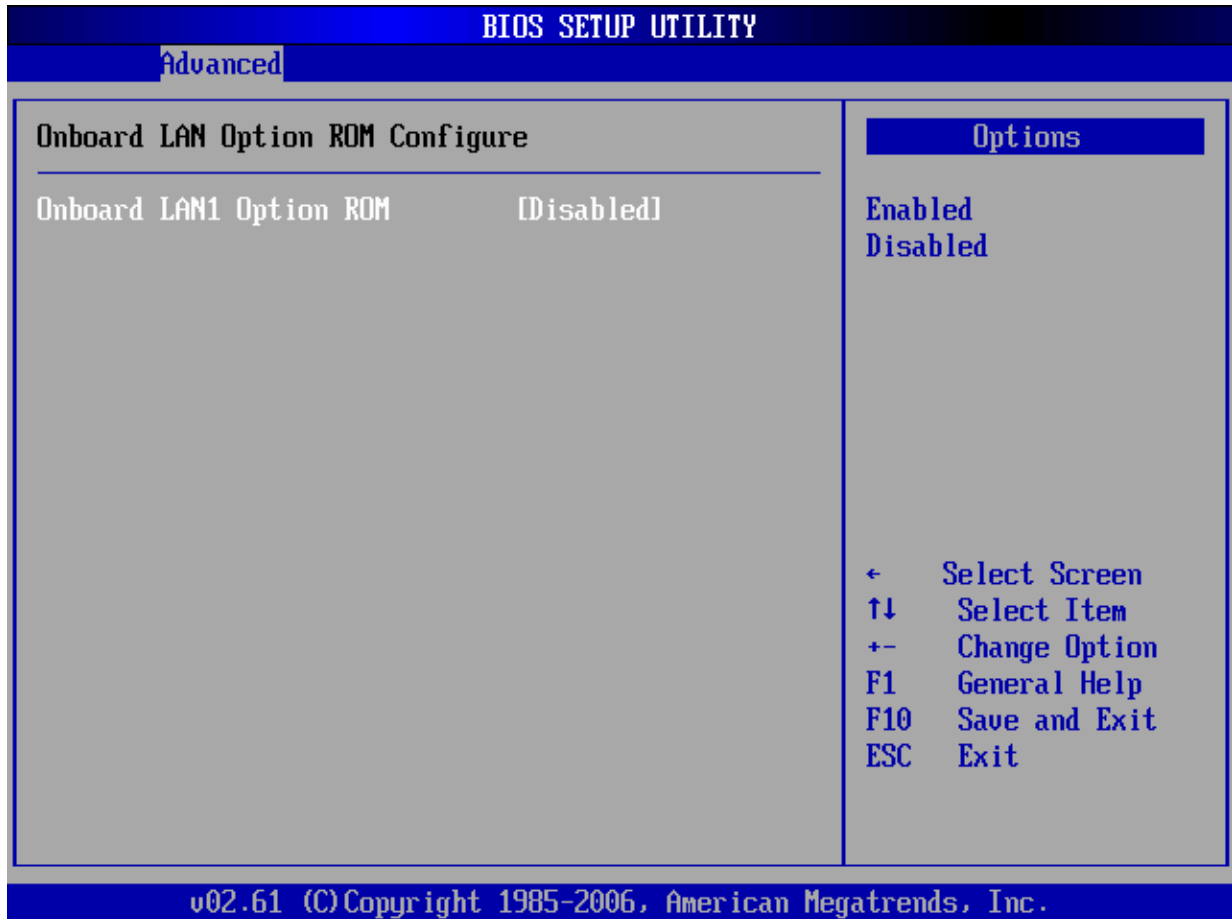 BIOS SETUP UTILITY
Advanced
Onboard LAN Option ROM Configure
Onboard LAN1 Option ROM [Disabled]
Options
Enabled
Disabled
← Select Screen
↑↓ Select Item
+- Change Option
F1 General Help
F10 Save and Exit
ESC Exit
v02.61 (C)Copyright 1985-2006, American Megatrends, Inc.